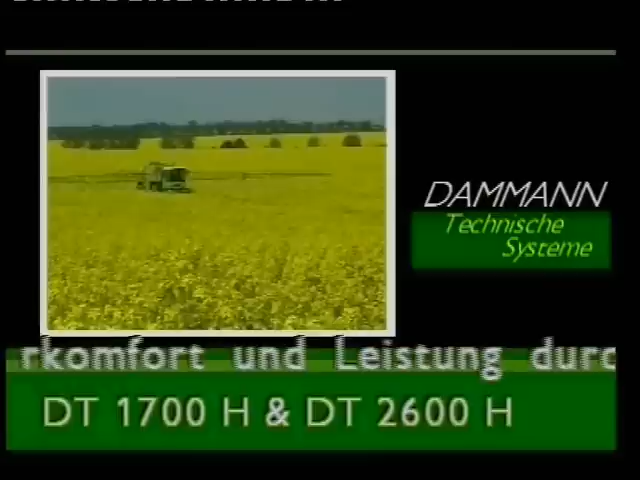 DAMMANN
Technische
Systeme
rkomfort und Leistung durc
DT 1700 H & DT 2600 H